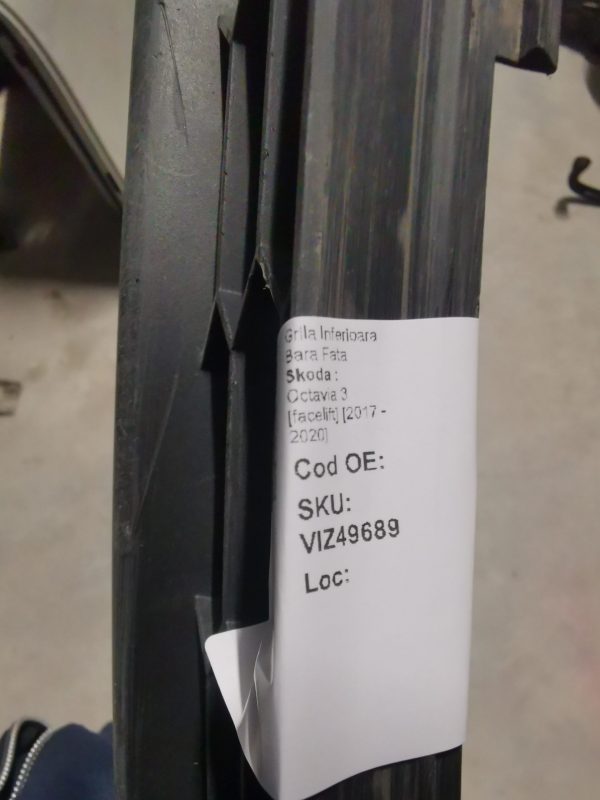 Grila Inferioara
Bara Fata
Skoda:
Octavia 3
[facelift] [2017 -
2020]
Cod OE:
SKU:
VIZ49689
Loc: